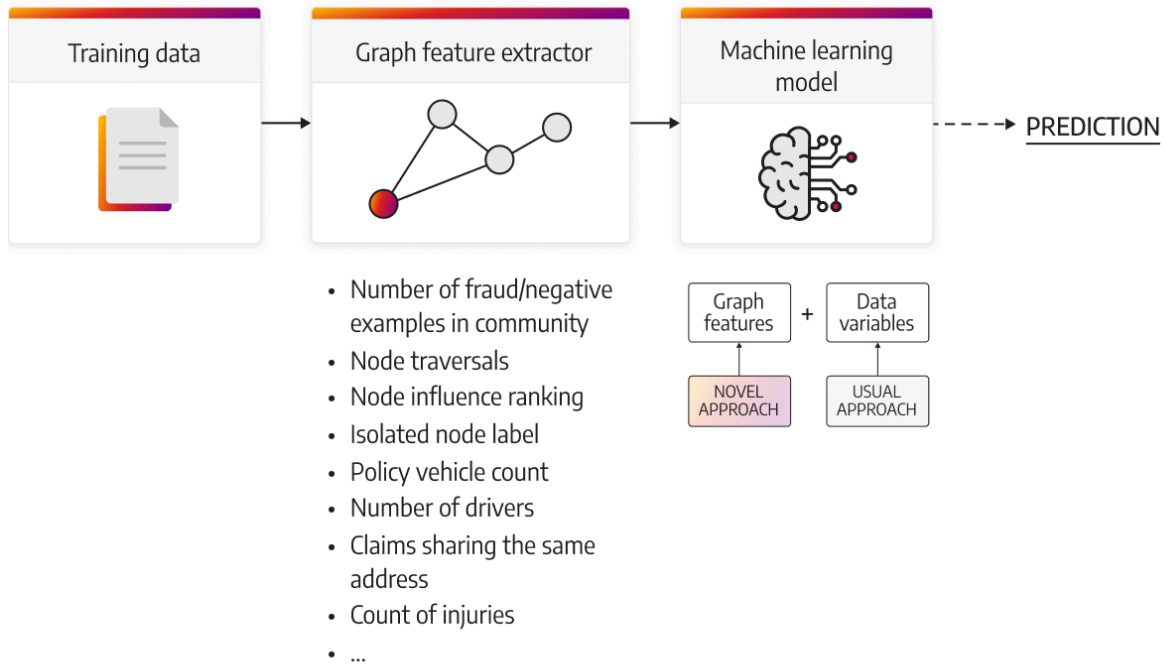 Training data
Graph feature extractor
Machine learning
model
PREDICTION
• Number of fraud/negative
examples in community
• Node traversals
• Node influence ranking
• Isolated node label
• Policy vehicle count
• Number of drivers
• Claims sharing the same
address
• Count of injuries
• ...
Graph
features
+
Data
variables
NOVEL
APPROACH
USUAL
APPROACH